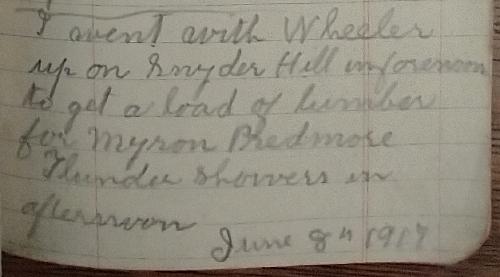 I went with Wheeler
up on Snyder Hill in forenoon
to get a load of lumber
for Myron Predmore
Thunder showers in
afternoon
June 8th 1917